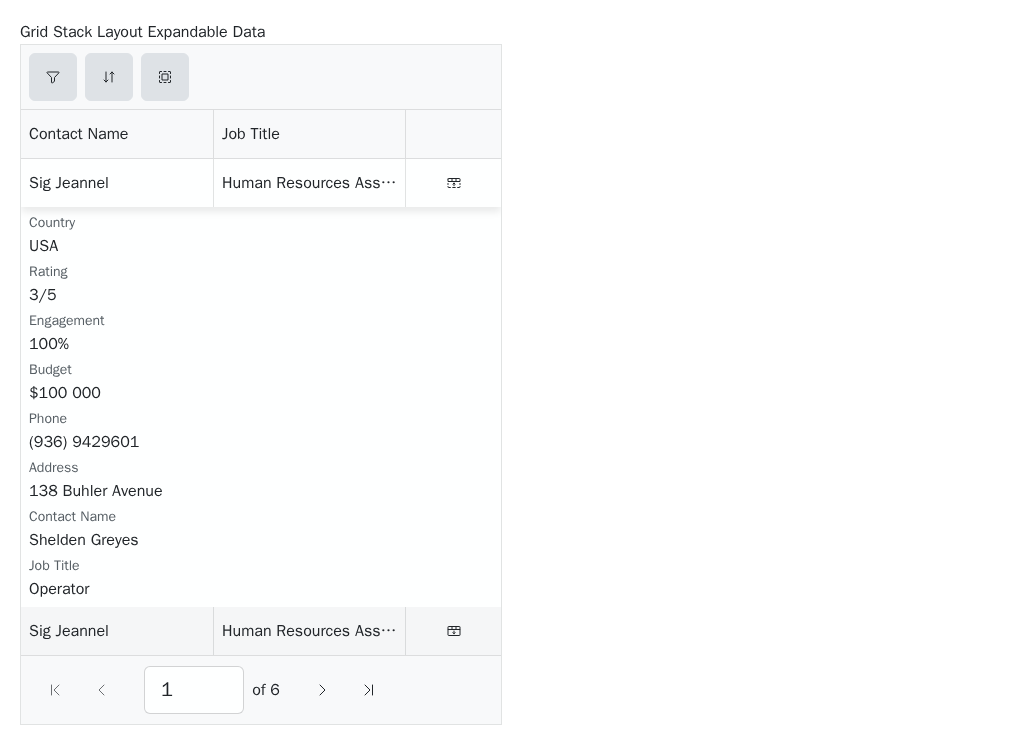 Grid Stack Layout Expandable Data
Contact Name Job Title
Sig Jeannel Human Resources Ass···
Country
USA
Rating
3/5
Engagement
100%
Budget
$100 000
Phone
(936) 9429601
Address
138 Buhler Avenue
Contact Name
Shelden Greyes
Job Title
Operator
Sig Jeannel Human Resources Ass···
1 of 6